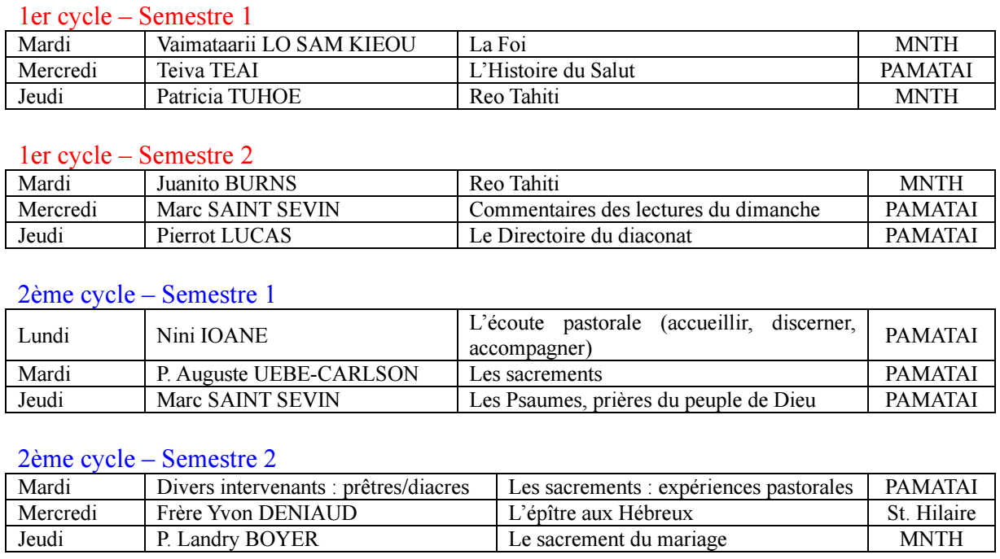 1er cycle – Semestre 1
Mardi Vaimataarii LO SAM KIEOU La Foi MNTH
Mercredi Teiva TEAI L’Histoire du Salut PAMATAI
Jeudi Patricia TUHOE Reo Tahiti MNTH
1er cycle – Semestre 2
Mardi Juanito BURNS Reo Tahiti MNTH
Mercredi Marc SAINT SEVIN Commentaires des lectures du dimanche PAMATAI
Jeudi Pierrot LUCAS Le Directoire du diaconat PAMATAI
2ème cycle – Semestre 1
Lundi Nini IOANE L’écoute pastorale (accueillir, discerner,
accompagner) PAMATAI
Mardi P. Auguste UEBE-CARLSON Les sacrements PAMATAI
Jeudi Marc SAINT SEVIN Les Psaumes, prières du peuple de Dieu PAMATAI
2ème cycle – Semestre 2
Mardi Divers intervenants : prêtres/diacres Les sacrements : expériences pastorales PAMATAI
Mercredi Frère Yvon DENIAUD L’épître aux Hébreux St. Hilaire
Jeudi P. Landry BOYER Le sacrement du mariage MNTH